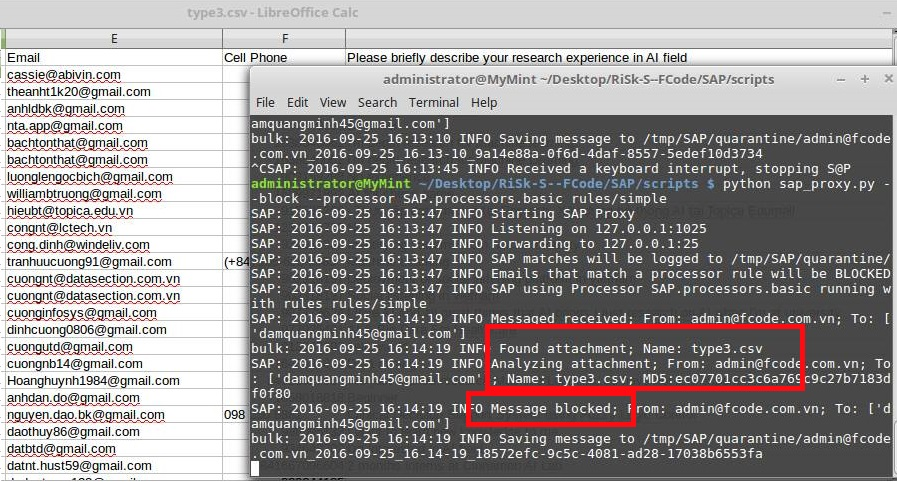 type3.csv - LibreOffice Calc
E F
Email Cell Phone Please briefly describe your research experience in AI field
cassie@abivin.com
theanht1k20@gmail.com
anhldbk@gmail.com
nta.app@gmail.com
bachtonthat@gmail.com
bachtonthat@gmail.com
luonglengocbich@gmail.com
williambtruong@gmail.com
hieubt@topica.edu.vn
congnt@lctech.vn
cong.dinh@windeliv.com
tranhuucuong91@gmail.com (+84
cuongnt@datasection.com.vn
cuongnt@datasection.com.vn
cuonginfosys@gmail.com
dinhcuong0806@gmail.com
cuongutd@gmail.com
cuongnb14@gmail.com
Hoanghuynh1984@gmail.com
anhdan.do@gmail.com
nguyen.dao.bk@gmail.com 098
daothuy86@gmail.com
datbtd@gmail.com
datnt.hust59@gmail.com
administrator@MyMint ~/Desktop/RiSk-S--FCode/SAP/scripts
File Edit View Search Terminal Help
amquangminh45@gmail.com']
bulk: 2016-09-25 16:13:10 INFO Saving message to /tmp/SAP/quarantine/admin@fcode
.com.vn_2016-09-25_16-13-10_9a14e88a-0f6d-4daf-8557-5edef10d3734
^CSAP: 2016-09-25 16:13:45 INFO Received a keyboard interrupt, stopping S@P
administrator@MyMint ~/Desktop/RiSk-S--FCode/SAP/scripts $ python sap_proxy.py -
-block --processor SAP.processors.basic rules/simple
SAP: 2016-09-25 16:13:47 INFO Starting SAP Proxy
SAP: 2016-09-25 16:13:47 INFO Listening on 127.0.0.1:1025
SAP: 2016-09-25 16:13:47 INFO Forwarding to 127.0.0.1:25
SAP: 2016-09-25 16:13:47 INFO SAP matches will be logged to /tmp/SAP/quarantine/
SAP: 2016-09-25 16:13:47 INFO Emails that match a processor rule will be BLOCKED
SAP: 2016-09-25 16:13:47 INFO SAP using Processor SAP.processors.basic running w
ith rules rules/simple
SAP: 2016-09-25 16:14:19 INFO Messaged received; From: admin@fcode.com.vn; To: [
'damquangminh45@gmail.com']
bulk: 2016-09-25 16:14:19 INFO Found attachment; Name: type3.csv
SAP: 2016-09-25 16:14:19 INFO Analyzing attachment; From: admin@fcode.com.vn; To
: ['damquangminh45@gmail.com']; Name: type3.csv; MD5:ec07701cc3c6a769c9c27b7183d
f0f80
SAP: 2016-09-25 16:14:19 INFO Message blocked; From: admin@fcode.com.vn; To: ['d
amquangminh45@gmail.com']
bulk: 2016-09-25 16:14:19 INFO Saving message to /tmp/SAP/quarantine/admin@fcode
.com.vn_2016-09-25_16-14-19_18572efc-9c5c-4081-ad28-17038b6553fa